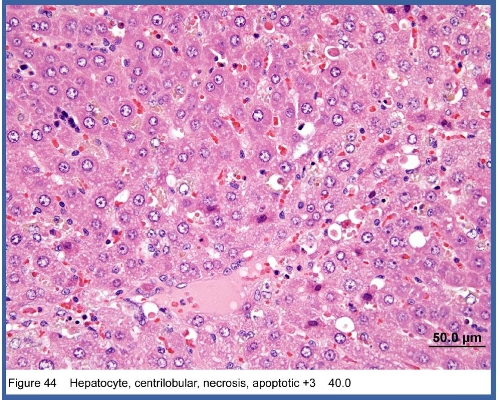 50.0 µm
Figure 44 Hepatocyte, centrilobular, necrosis, apoptotic +3 40.0